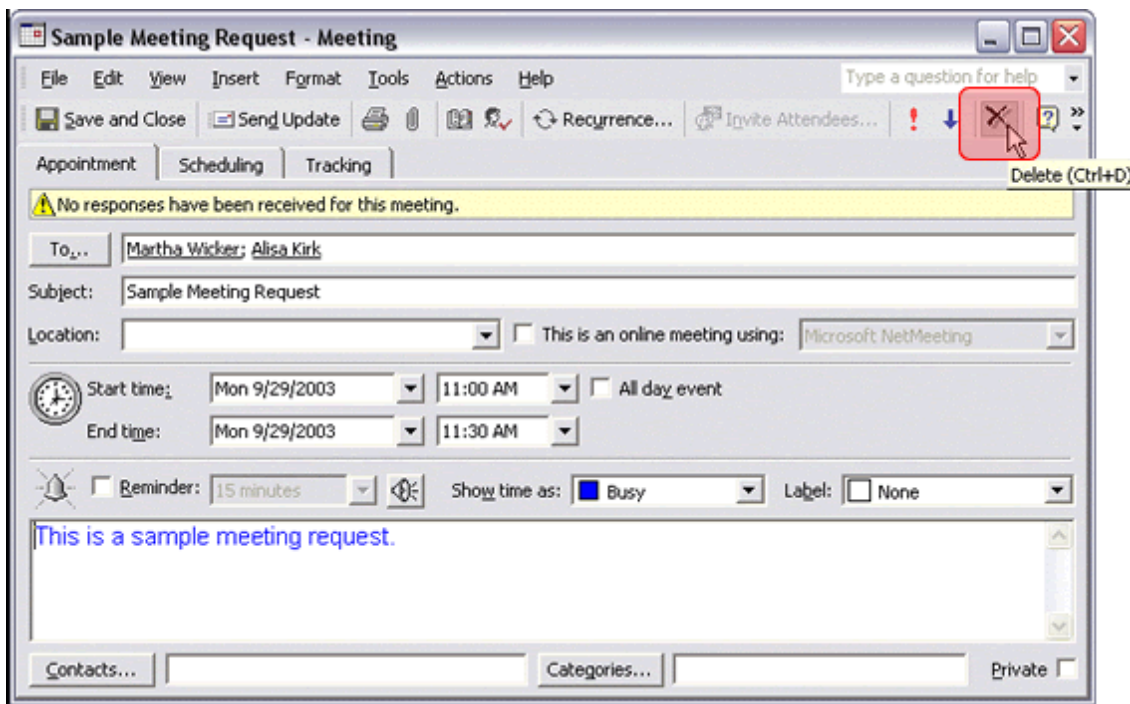 Sample Meeting Request - Meeting
File Edit View Insert Format Tools Actions Help Type a question for help
Save and Close Send Update Recurrence... Invite Attendees...
Delete (Ctrl+D)
Appointment Scheduling Tracking
No responses have been received for this meeting.
To... Martha Wicker; Alisa Kirk
Subject: Sample Meeting Request
Location: This is an online meeting using: Microsoft NetMeeting
Start time: Mon 9/29/2003 11:00 AM All day event
End time: Mon 9/29/2003 11:30 AM
Reminder: 15 minutes Show time as: Busy Label: None
This is a sample meeting request.
Contacts... Categories... Private